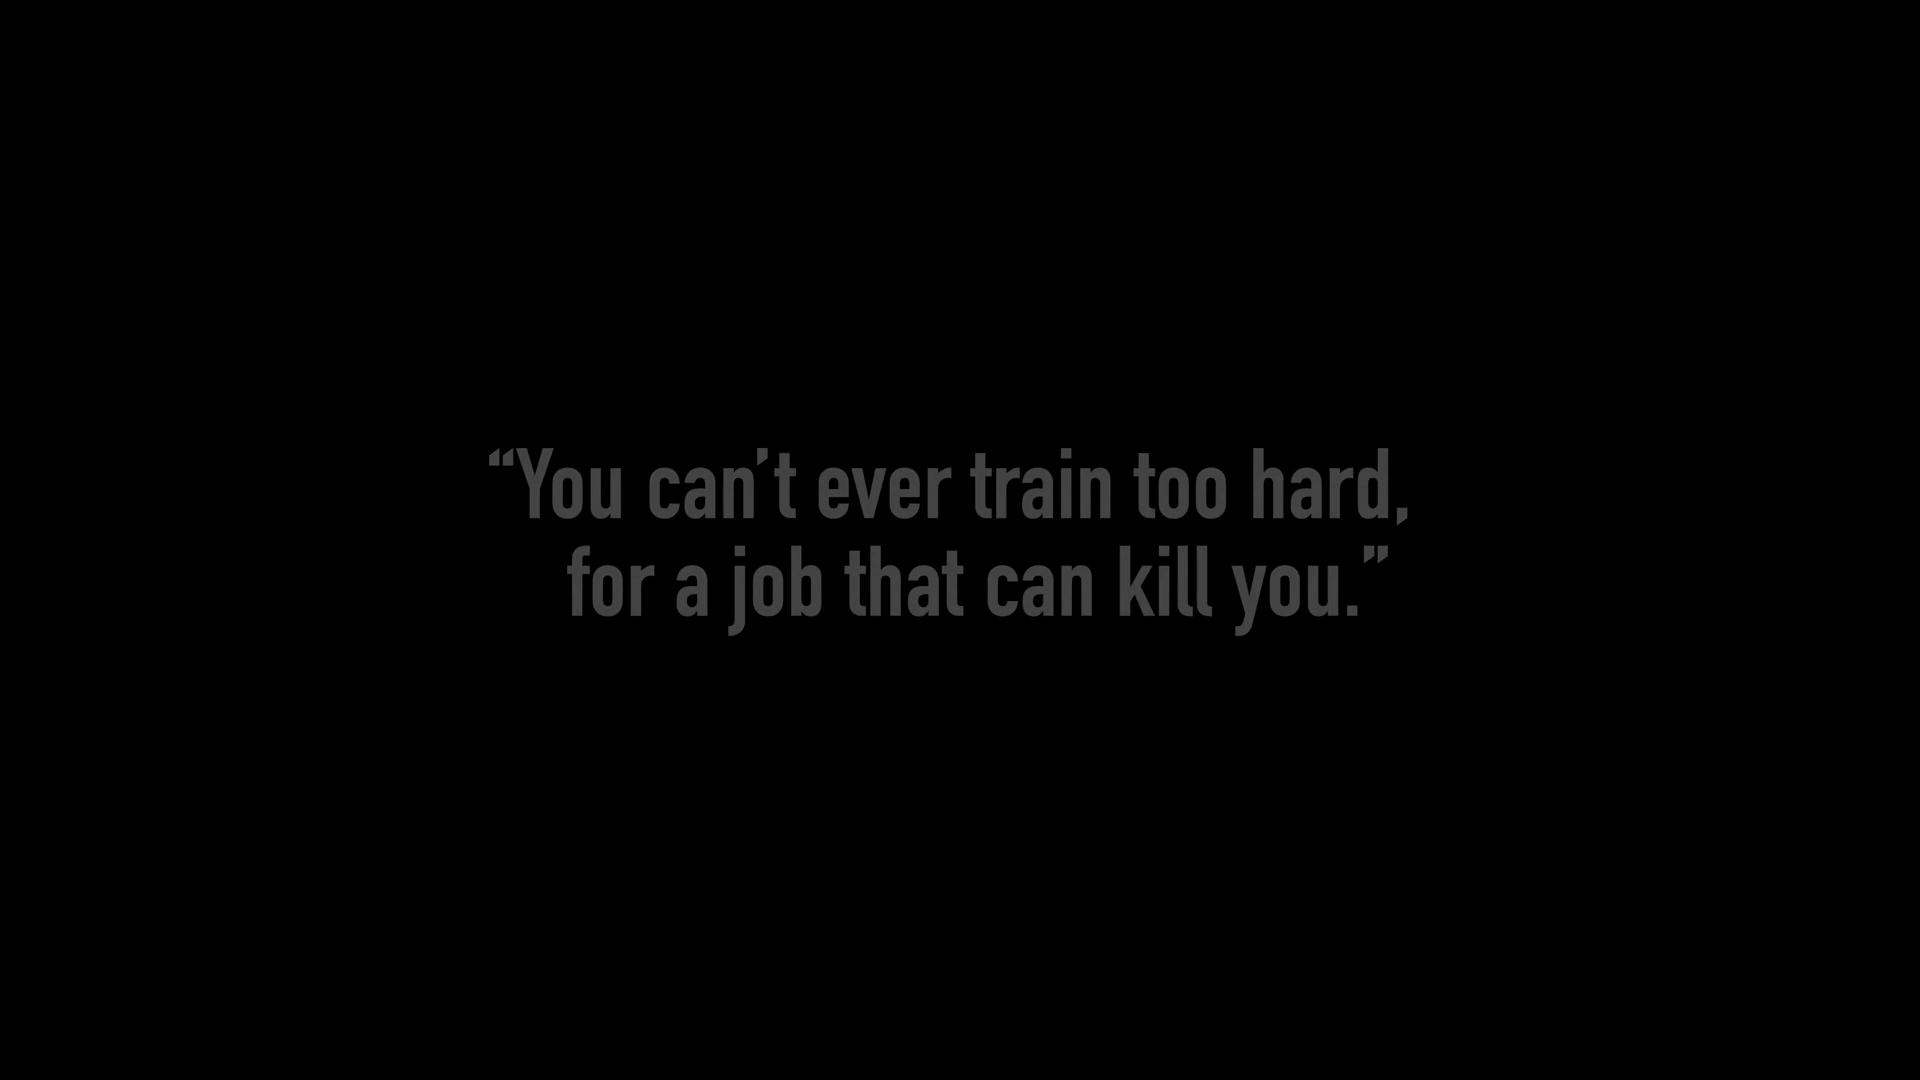 “You can’t ever train too hard,
for a job that can kill you.”